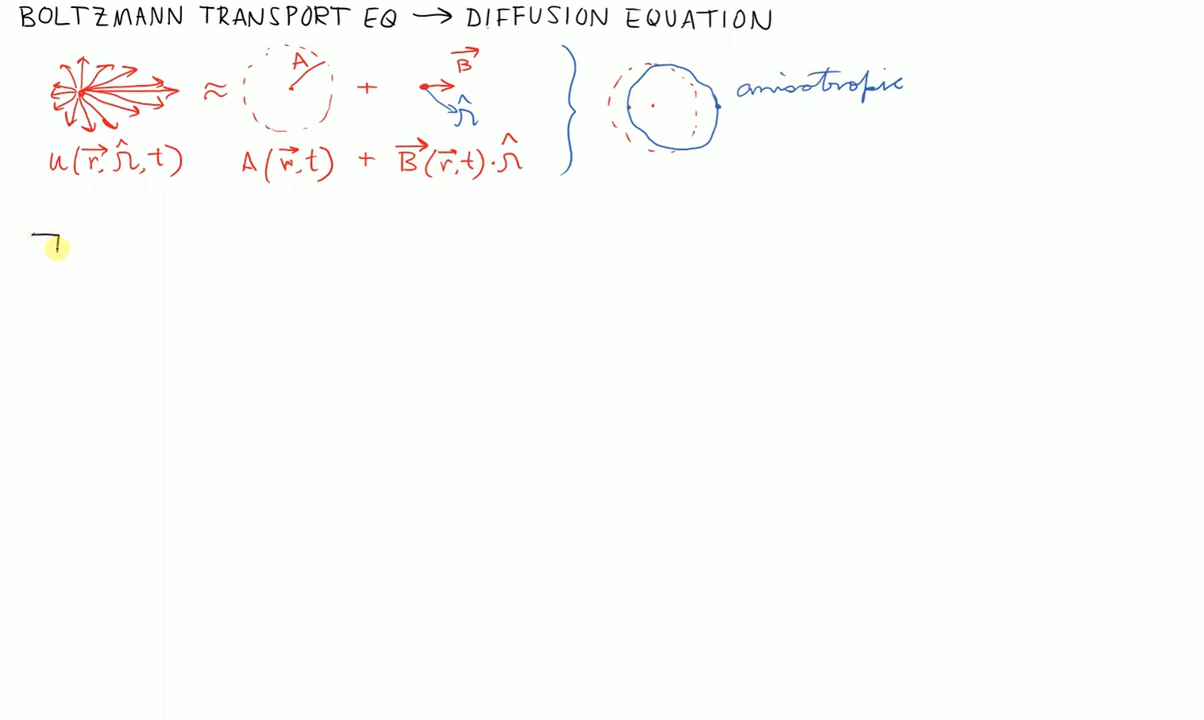 BOLTZMANN TRANSPORT EQ → DIFFUSION EQUATION
≈ A + B⃗ Ω̂ } anisotropic
u(r⃗, Ω̂, t) A(r⃗, t) + B⃗(r⃗, t)·Ω̂